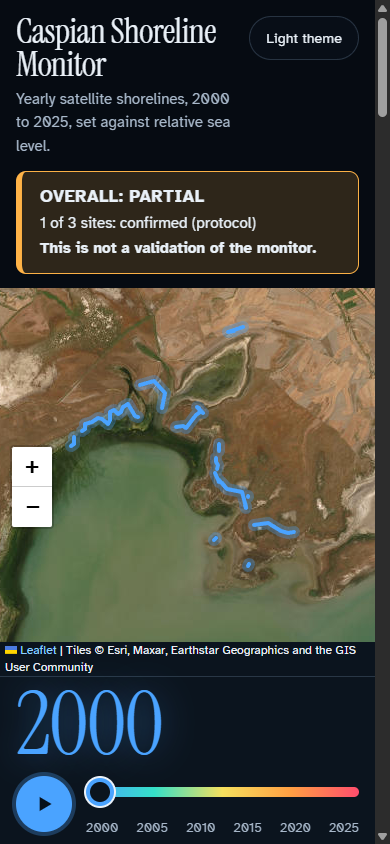 Caspian Shoreline
Monitor
Light theme
Yearly satellite shorelines, 2000
to 2025, set against relative sea
level.
OVERALL: PARTIAL
1 of 3 sites: confirmed (protocol)
This is not a validation of the monitor.
+
−
Leaflet | Tiles © Esri, Maxar, Earthstar Geographics and the GIS
User Community
2000
2000 2005 2010 2015 2020 2025